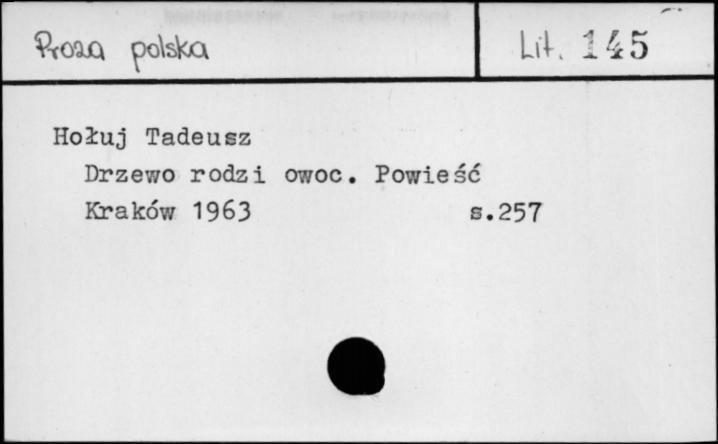 Proza polska
Lit. 145
Hołuj Tadeusz
Drzewo rodzi owoc. Powieść
Kraków 1963 s.257